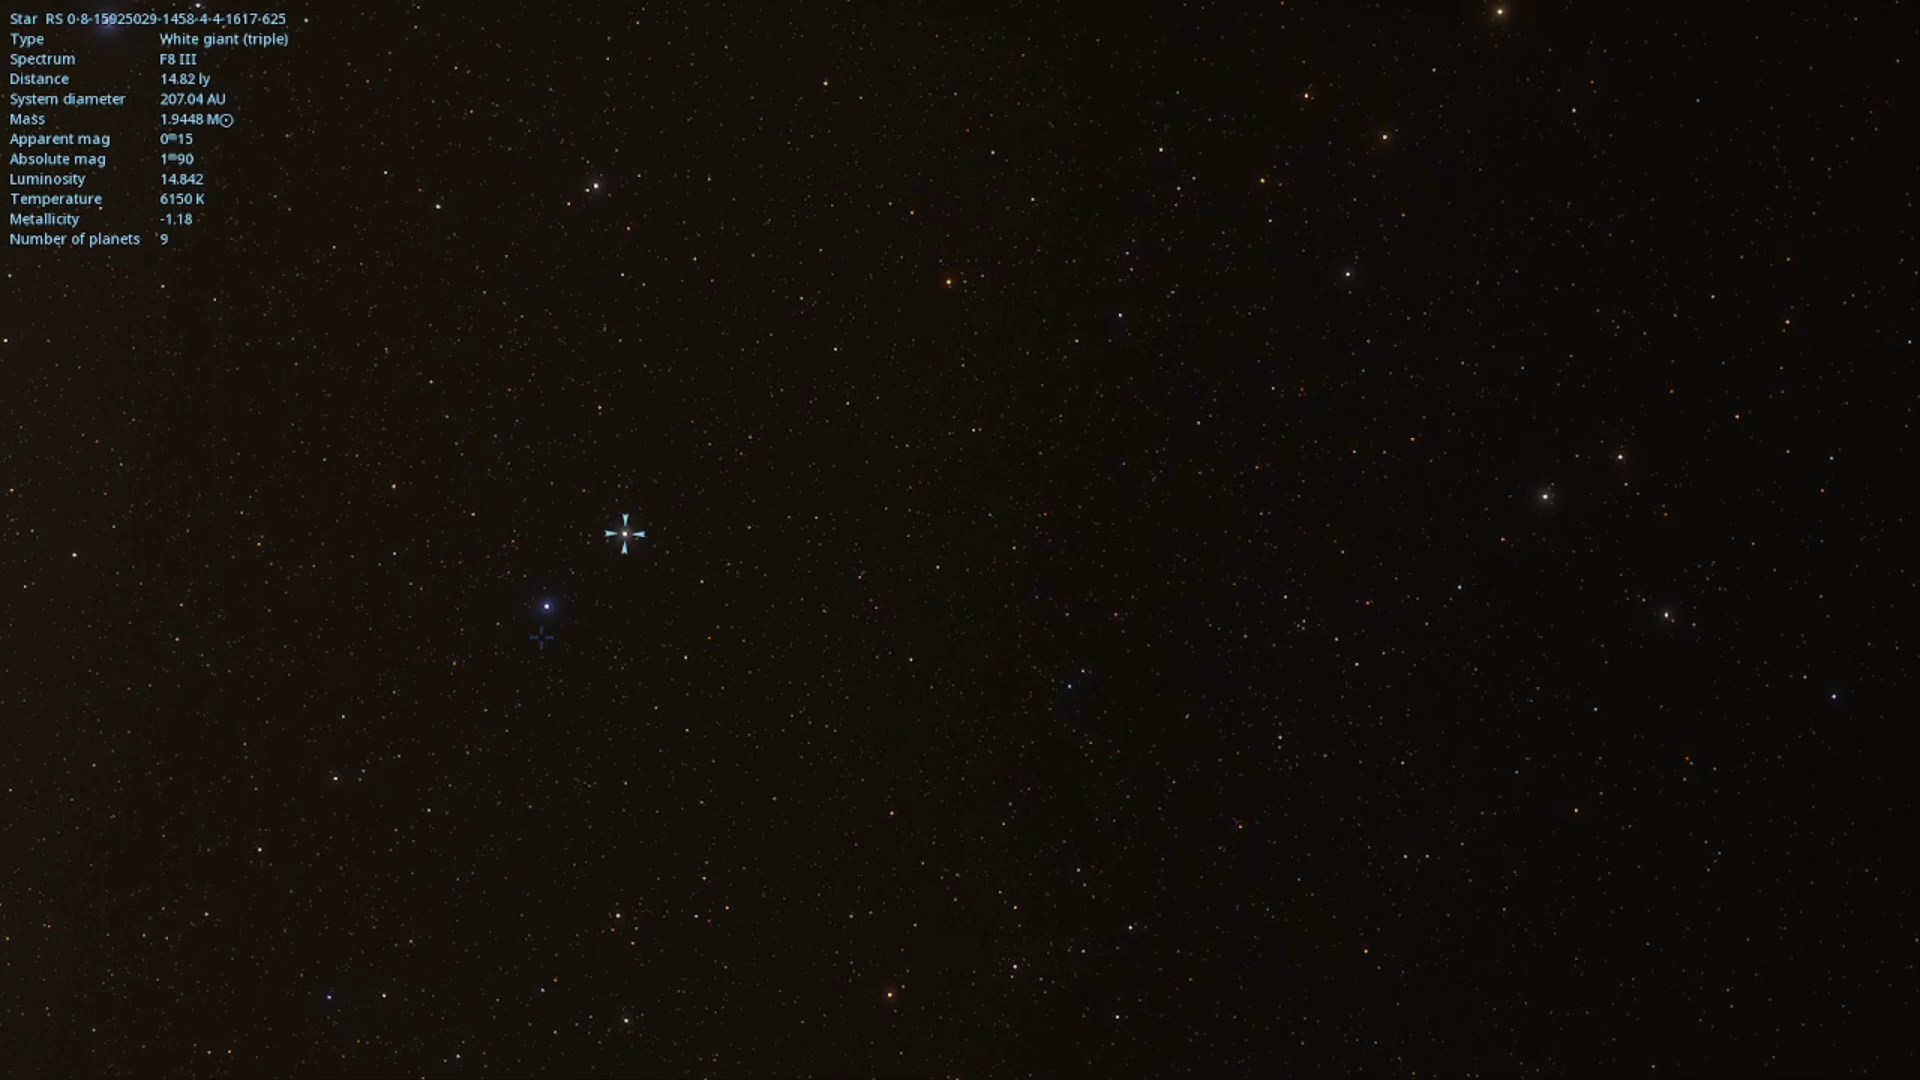 Star RS 0-8-15925029-1458-4-4-1617-625
Type White giant (triple)
Spectrum F8 III
Distance 14.82 ly
System diameter 207.04 AU
Mass 1.9448 M☉
Apparent mag 0ᵐ15
Absolute mag 1ᵐ90
Luminosity 14.842
Temperature 6150 K
Metallicity -1.18
Number of planets 9